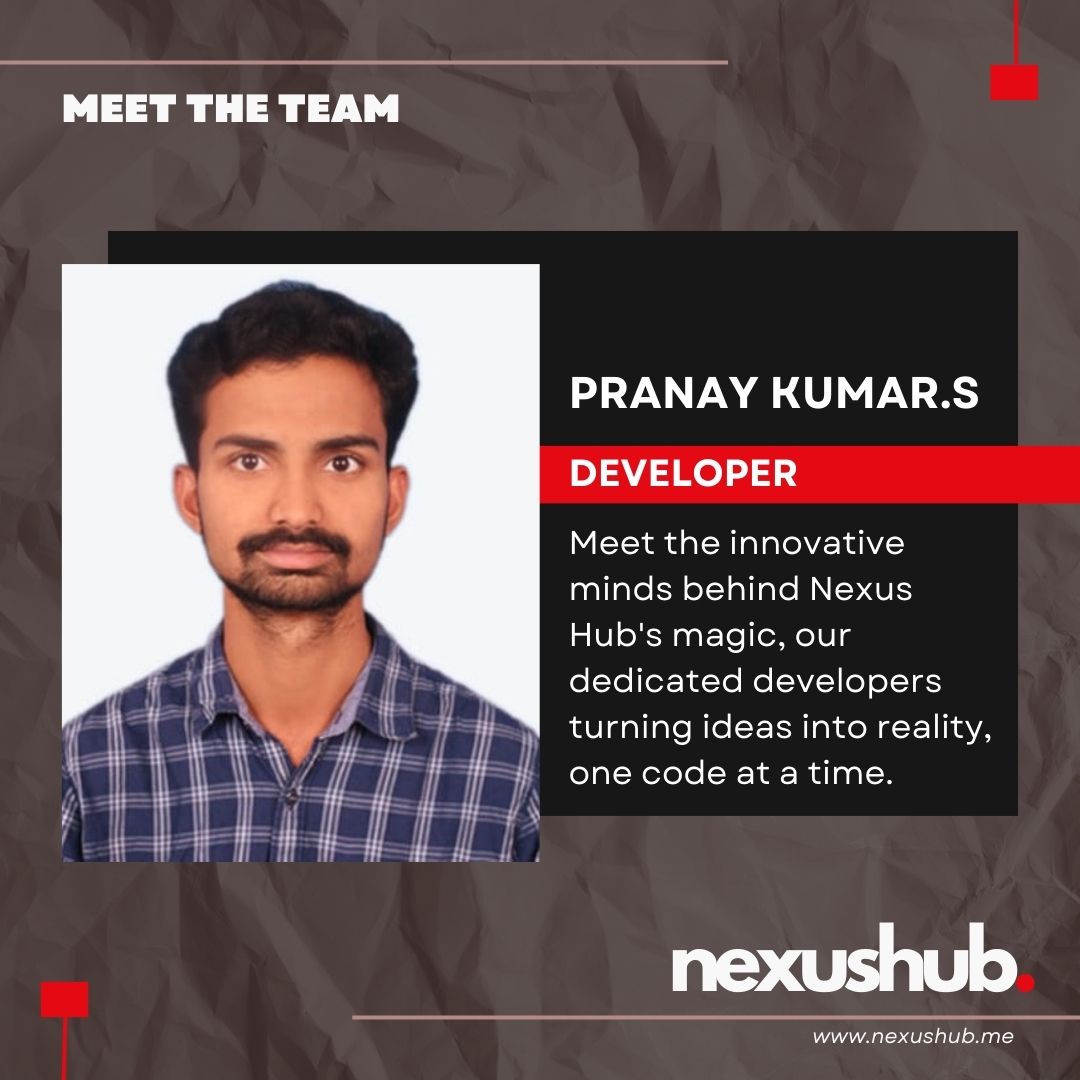 MEET THE TEAM
PRANAY KUMAR.S
DEVELOPER
Meet the innovative
minds behind Nexus
Hub's magic, our
dedicated developers
turning ideas into reality,
one code at a time.
nexushub.
www.nexushub.me